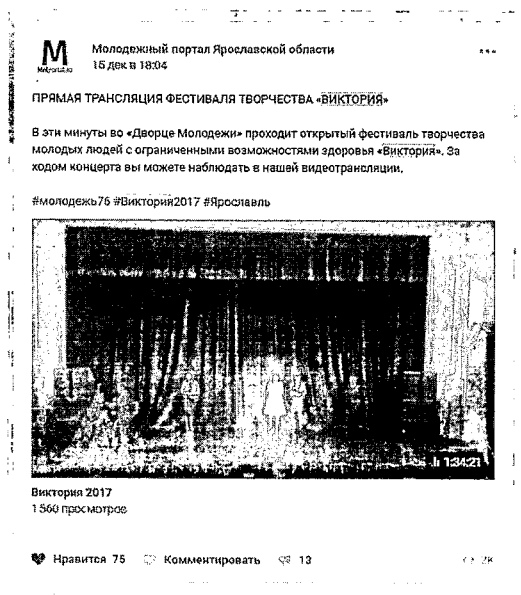 М
Молодежный портал Ярославской области
15 дек в 18:04
ПРЯМАЯ ТРАНСЛЯЦИЯ ФЕСТИВАЛЯ ТВОРЧЕСТВА «ВИКТОРИЯ»
В эти минуты во «Дворце Молодежи» проходит открытый фестиваль творчества
молодых людей с ограниченными возможностями здоровья «Виктория». За
ходом концерта вы можете наблюдать в нашей видеотрансляции.
#молодежь76 #Виктория2017 #Ярославль
1:34:21
Виктория 2017
1 560 просмотров
Нравится 75 Комментировать 13 2K